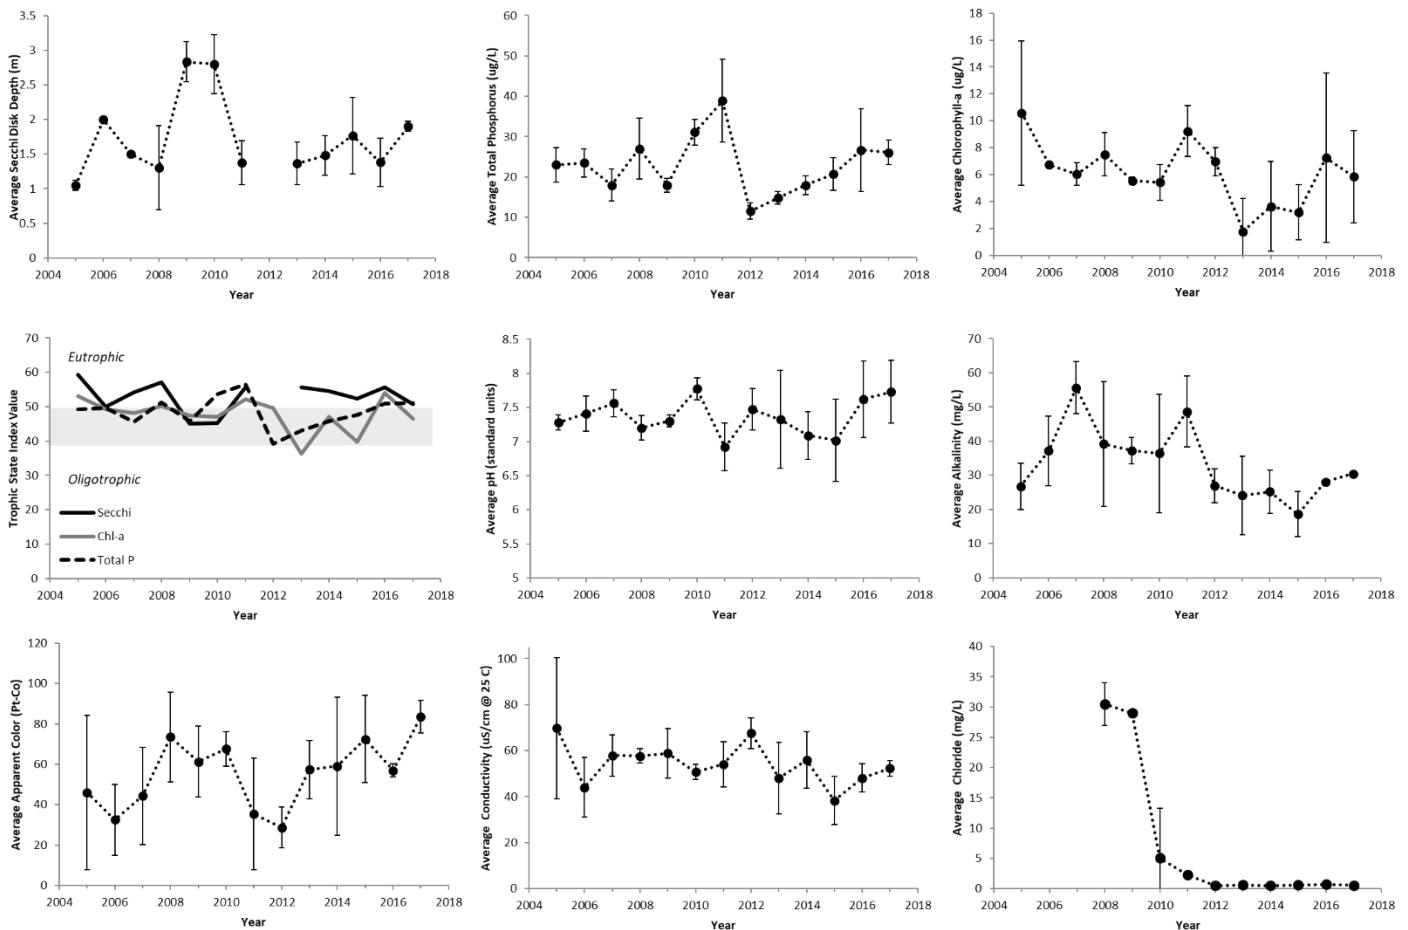 Average Secchi Disk Depth (m)
3.5
3
2.5
2
1.5
1
0.5
0
2004 2006 2008 2010 2012 2014 2016 2018
Year
Average Total Phosphorus (ug/L)
60
50
40
30
20
10
0
2004 2006 2008 2010 2012 2014 2016 2018
Year
Average Chlorophyll-a (ug/L)
18
16
14
12
10
8
6
4
2
0
2004 2006 2008 2010 2012 2014 2016 2018
Year
Trophic State Index Value
70
60
50
40
30
20
10
0
Eutrophic
Oligotrophic
Secchi
Chl-a
Total P
2004 2006 2008 2010 2012 2014 2016 2018
Year
Average pH (standard units)
8.5
8
7.5
7
6.5
6
5.5
5
2004 2006 2008 2010 2012 2014 2016 2018
Year
Average Alkalinity (mg/L)
70
60
50
40
30
20
10
0
2004 2006 2008 2010 2012 2014 2016 2018
Year
Average Apparent Color (Pt-Co)
120
100
80
60
40
20
0
2004 2006 2008 2010 2012 2014 2016 2018
Year
Average Conductivity (uS/cm @ 25 C)
100
80
60
40
20
0
2004 2006 2008 2010 2012 2014 2016 2018
Year
Average Chloride (mg/L)
40
35
30
25
20
15
10
5
0
2004 2006 2008 2010 2012 2014 2016 2018
Year